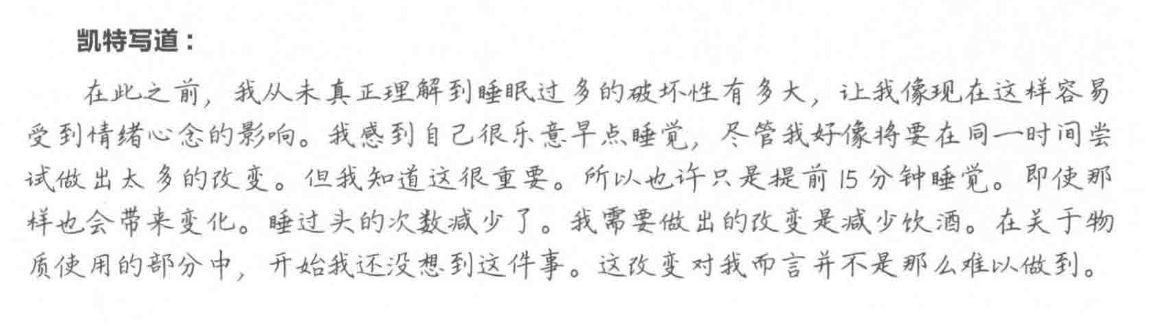 凯特写道：
在此之前，我从未真正理解到睡眠过多的破坏性有多大，让我像现在这样容易
受到情绪心念的影响。我感到自己很乐意早点睡觉，尽管我好像将要在同一时间尝
试做出太多的改变。但我知道这很重要。所以也许只是提前15分钟睡觉。即使那
样也会带来变化。睡过头的次数减少了。我需要做出的改变是减少饮酒。在关于物
质使用的部分中，开始我还没想到这件事。这改变对我而言并不是那么难以做到。